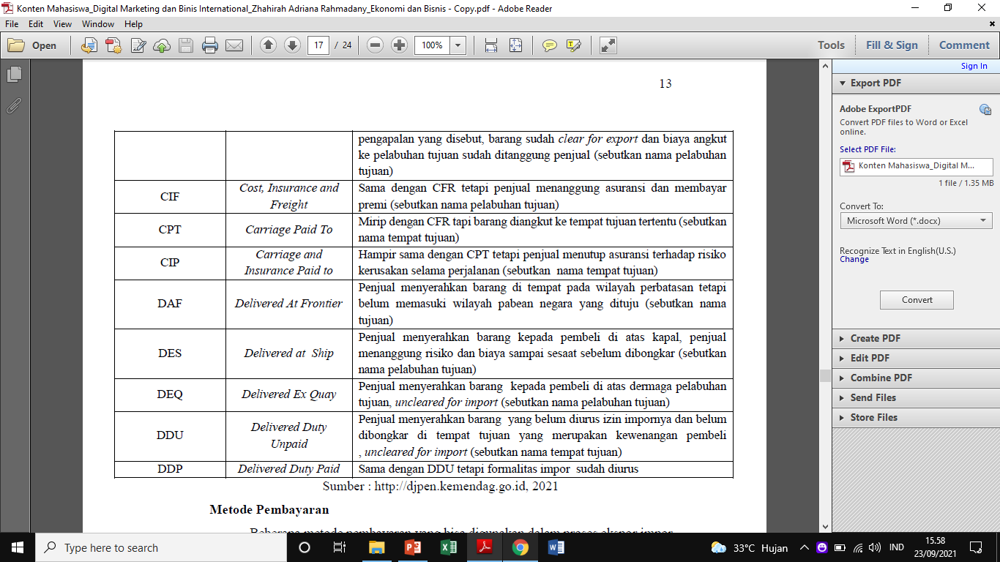 Konten Mahasiswa_Digital Marketing dan Binis International_Zhahirah Adriana Rahmadany_Ekonomi dan Bisnis - Copy.pdf - Adobe Reader
File Edit View Window Help
Open 17 / 24 100% Tools Fill & Sign Comment
Sign In
Export PDF
Adobe ExportPDF
Convert PDF files to Word or Excel
online.
Select PDF File:
Konten Mahasiswa_Digital M...
1 file / 1.35 MB
Convert To:
Microsoft Word (*.docx)
Recognize Text in English(U.S.)
Change
Convert
Create PDF
Edit PDF
Combine PDF
Send Files
Store Files
13
pengapalan yang disebut, barang sudah clear for export dan biaya angkut
ke pelabuhan tujuan sudah ditanggung penjual (sebutkan nama pelabuhan
tujuan)
CIF
Cost, Insurance and
Freight
Sama dengan CFR tetapi penjual menanggung asuransi dan membayar
premi (sebutkan nama pelabuhan tujuan)
CPT
Carriage Paid To
Mirip dengan CFR tapi barang diangkut ke tempat tujuan tertentu (sebutkan
nama tempat tujuan)
CIP
Carriage and
Insurance Paid to
Hampir sama dengan CPT tetapi penjual menutup asuransi terhadap risiko
kerusakan selama perjalanan (sebutkan nama tempat tujuan)
DAF
Delivered At Frontier
Penjual menyerahkan barang di tempat pada wilayah perbatasan tetapi
belum memasuki wilayah pabean negara yang dituju (sebutkan nama
tujuan)
DES
Delivered at Ship
Penjual menyerahkan barang kepada pembeli di atas kapal, penjual
menanggung risiko dan biaya sampai sesaat sebelum dibongkar (sebutkan
nama pelabuhan tujuan)
DEQ
Delivered Ex Quay
Penjual menyerahkan barang kepada pembeli di atas dermaga pelabuhan
tujuan, uncleared for import (sebutkan nama pelabuhan tujuan)
DDU
Delivered Duty
Unpaid
Penjual menyerahkan barang yang belum diurus izin impornya dan belum
dibongkar di tempat tujuan yang merupakan kewenangan pembeli
, uncleared for import (sebutkan nama tempat tujuan)
DDP
Delivered Duty Paid
Sama dengan DDU tetapi formalitas impor sudah diurus
Sumber : http://djpen.kemendag.go.id, 2021
Metode Pembayaran
Beberapa metode pembayaran yang bisa digunakan dalam proses ekspor impor
Type here to search
33°C Hujan
IND
15.58
23/09/2021